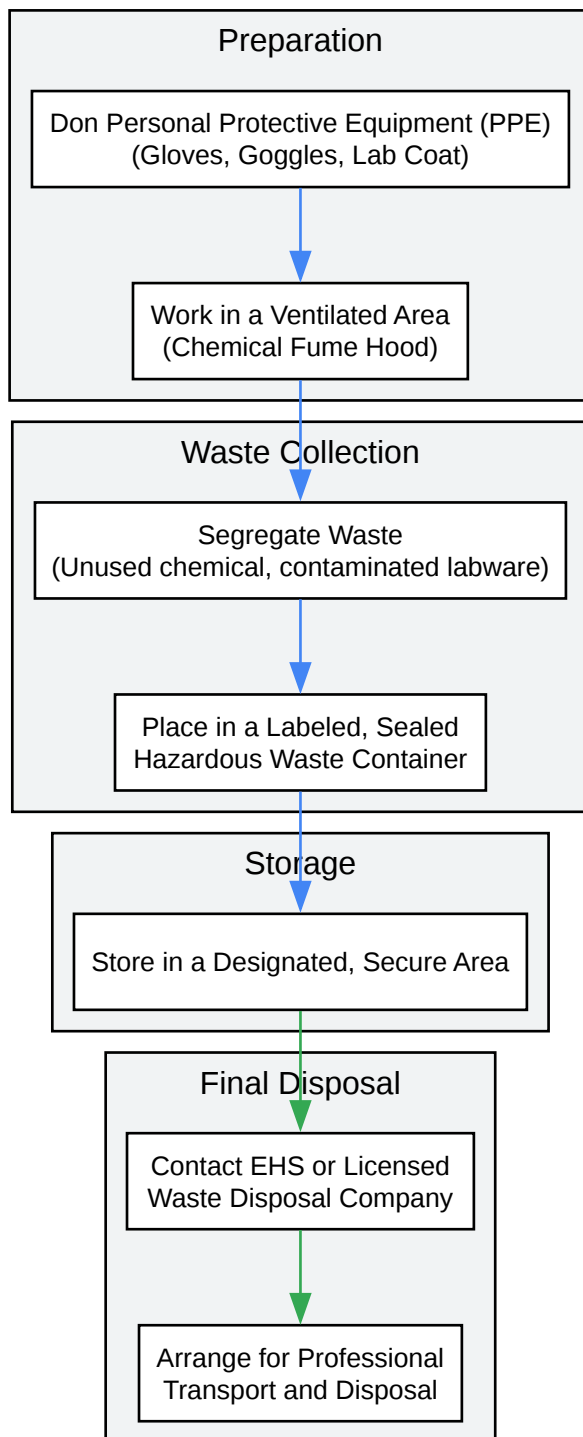 Preparation
Don Personal Protective Equipment (PPE)
(Gloves, Goggles, Lab Coat)
Work in a Ventilated Area
(Chemical Fume Hood)
Waste Collection
Segregate Waste
(Unused chemical, contaminated labware)
Place in a Labeled, Sealed
Hazardous Waste Container
Storage
Store in a Designated, Secure Area
Final Disposal
Contact EHS or Licensed
Waste Disposal Company
Arrange for Professional
Transport and Disposal